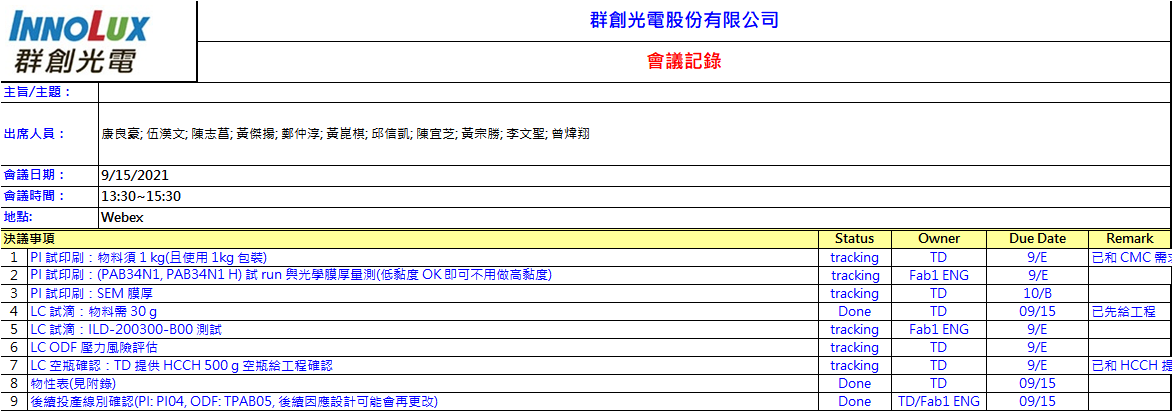 INNOLUX
群創光電
群創光電股份有限公司
會議記錄
主旨/主題：
出席人員： 康良豪; 伍漢文; 陳志菖; 黃傑揚; 鄭仲淳; 黃崑棋; 邱信凱; 陳宜芝; 黃宗勝; 李文聖; 曾煒翔
會議日期： 9/15/2021
會議時間： 13:30~15:30
地點: Webex
決議事項 Status Owner Due Date Remark
1 PI 試印刷：物料須 1 kg(且使用 1kg 包裝) tracking TD 9/E 已和 CMC 需
2 PI 試印刷：(PAB34N1, PAB34N1 H) 試 run 與光學膜厚量測(低黏度 OK 即可不用做高黏度) tracking Fab1 ENG 9/E
3 PI 試印刷：SEM 膜厚 tracking TD 10/B
4 LC 試滴：物料需 30 g Done TD 09/15 已先給工程
5 LC 試滴：ILD-200300-B00 測試 tracking Fab1 ENG 9/E
6 LC ODF 壓力風險評估 tracking TD 9/E
7 LC 空瓶確認：TD 提供 HCCH 500 g 空瓶給工程確認 tracking TD 9/E 已和 HCCH 提
8 物性表(見附錄) Done TD 09/15
9 後續投產線別確認(PI: PI04, ODF: TPAB05, 後續因應設計可能會再更改) Done TD/Fab1 ENG 09/15